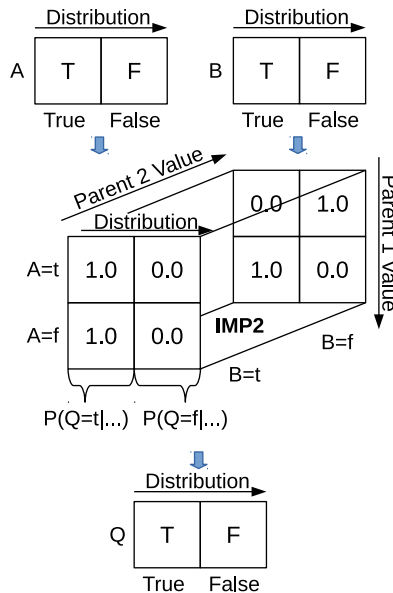 Distribution
Distribution
A
T
F
B
T
F
True
False
True
False
Parent 2 Value
Parent 1 Value
Distribution
0.0
1.0
A=t
1.0
0.0
1.0
0.0
A=f
1.0
0.0
IMP2
B=f
B=t
P(Q=t|...)
P(Q=f|...)
Distribution
Q
T
F
True
False